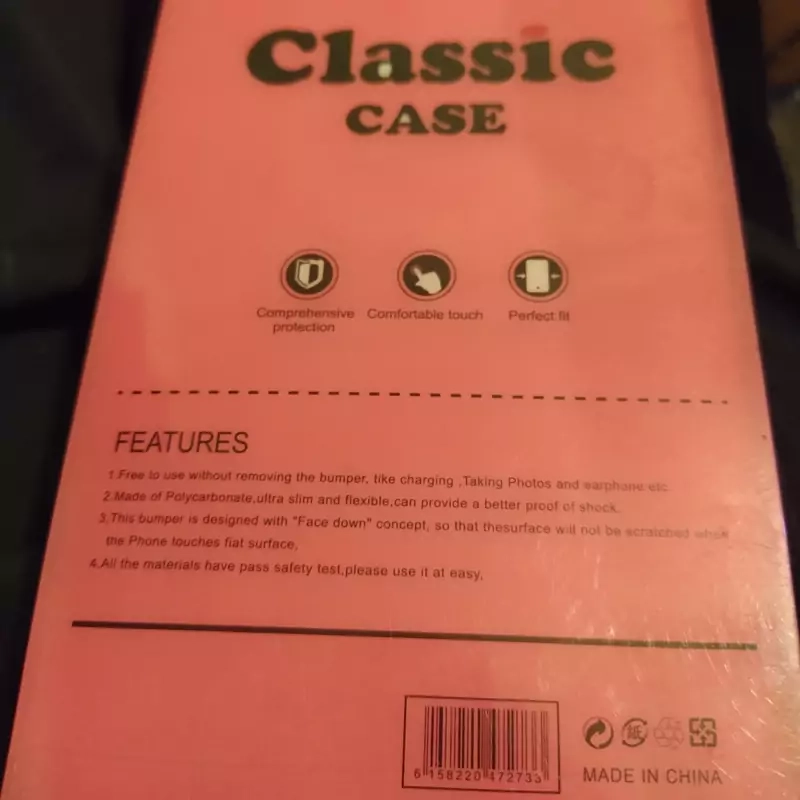 Classic
CASE
Comprehensive
protection
Comfortable touch
Perfect fit
FEATURES
1.Free to use without removing the bumper, tike charging ,Taking Photos and earphone etc.
2.Made of Polycarbonate,ultra slim and flexible,can provide a better proof of shock.
3,This bumper is designed with "Face down" concept, so that thesurface will not be scratched when
the Phone touches fiat surface,
4.All the materials have pass safety test,please use it at easy,
6 158220 472733
紙
MADE IN CHINA